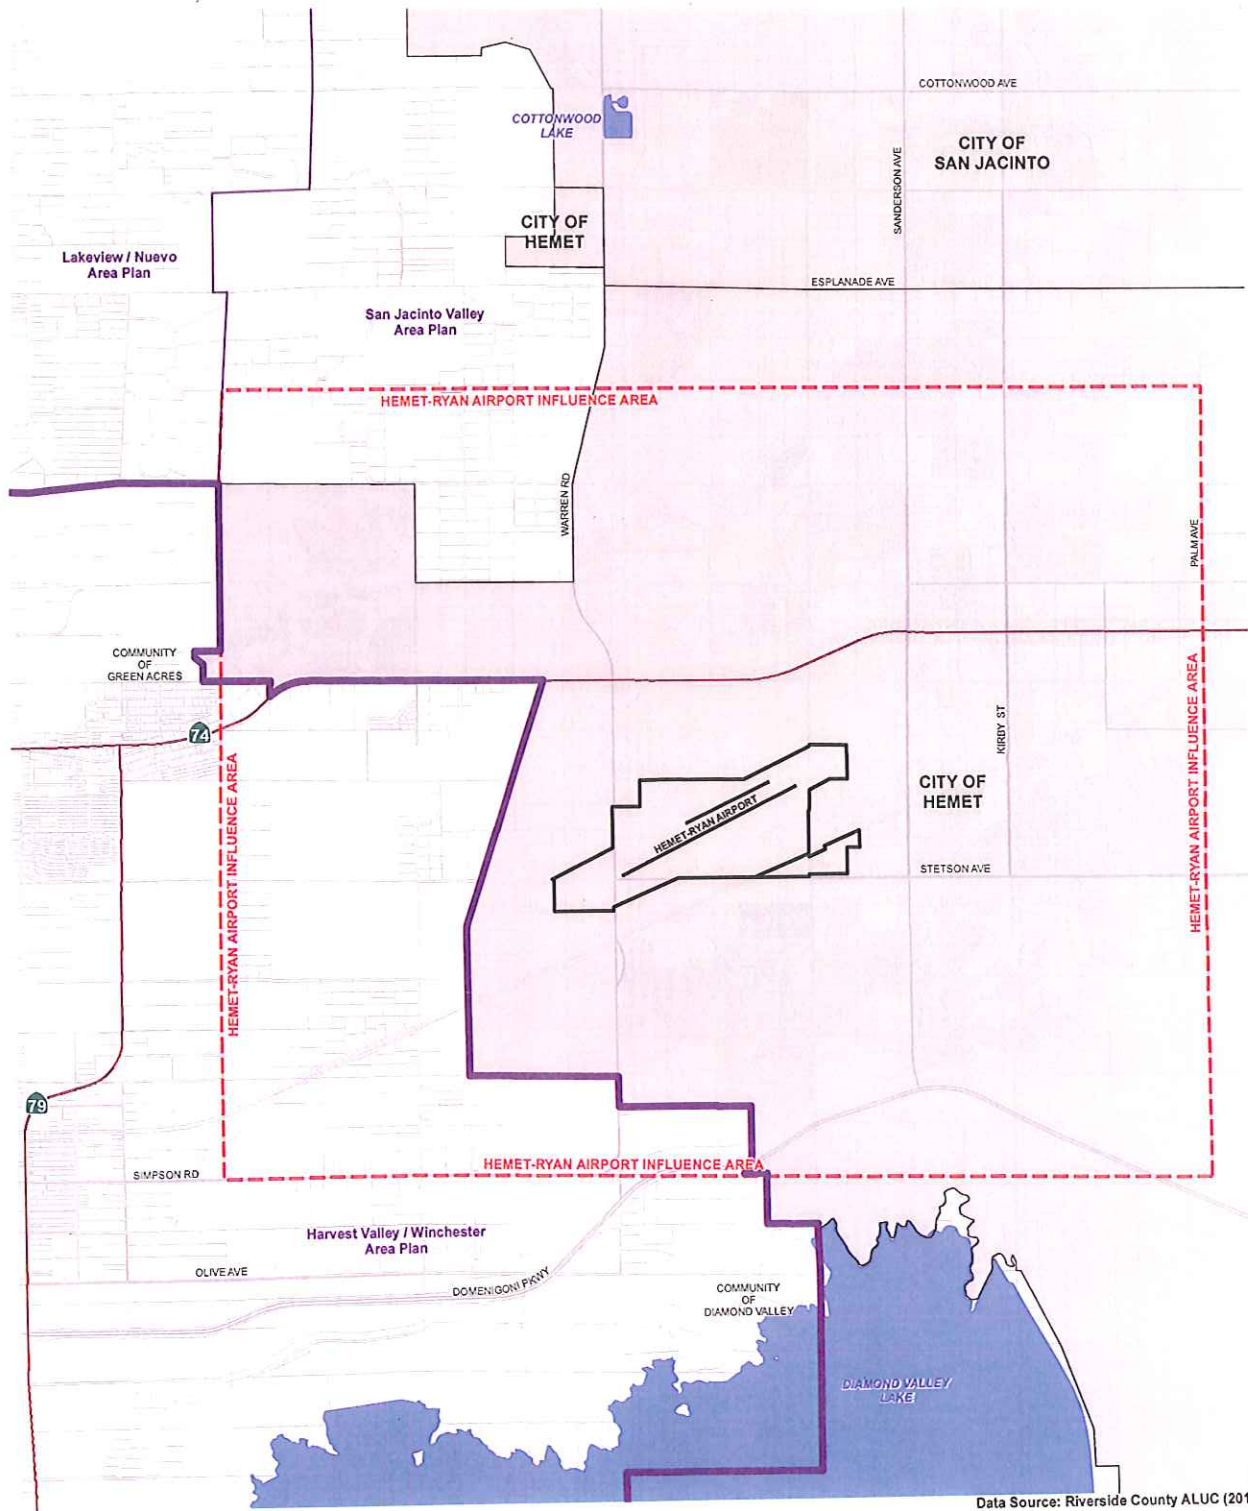 COTTONWOOD AVE
COTTONWOOD
LAKE
CITY OF
SAN JACINTO
SANDERSON AVE
CITY OF
HEMET
Lakeview / Nuevo
Area Plan
ESPLANADE AVE
San Jacinto Valley
Area Plan
HEMET-RYAN AIRPORT INFLUENCE AREA
WARREN RD
PALM AVE
COMMUNITY
OF
GREEN ACRES
HEMET-RYAN AIRPORT INFLUENCE AREA
74
KIRBY ST
HEMET-RYAN AIRPORT INFLUENCE AREA
CITY OF
HEMET
HEMET-RYAN AIRPORT
STETSON AVE
79
HEMET-RYAN AIRPORT INFLUENCE AREA
SIMPSON RD
Harvest Valley / Winchester
Area Plan
OLIVE AVE
DOMENIGONI PKWY
COMMUNITY
OF
DIAMOND VALLEY
DIAMOND VALLEY
LAKE
Data Source: Riverside County ALUC (201